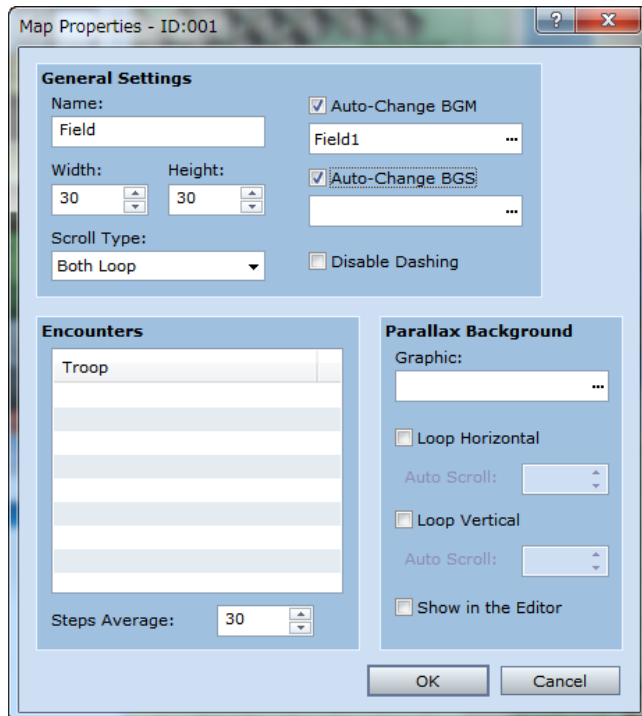 Map Properties - ID:001
General Settings
Name:
Field
Width: Height:
30 30
Scroll Type:
Both Loop
Auto-Change BGM
Field1 ...
Auto-Change BGS
...
Disable Dashing
Encounters
Troop
Steps Average: 30
Parallax Background
Graphic:
...
Loop Horizontal
Auto Scroll:
Loop Vertical
Auto Scroll:
Show in the Editor
OK Cancel